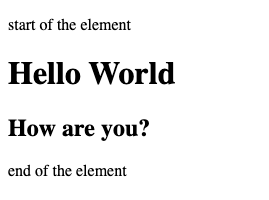 start of the element
Hello World
How are you?
end of the element